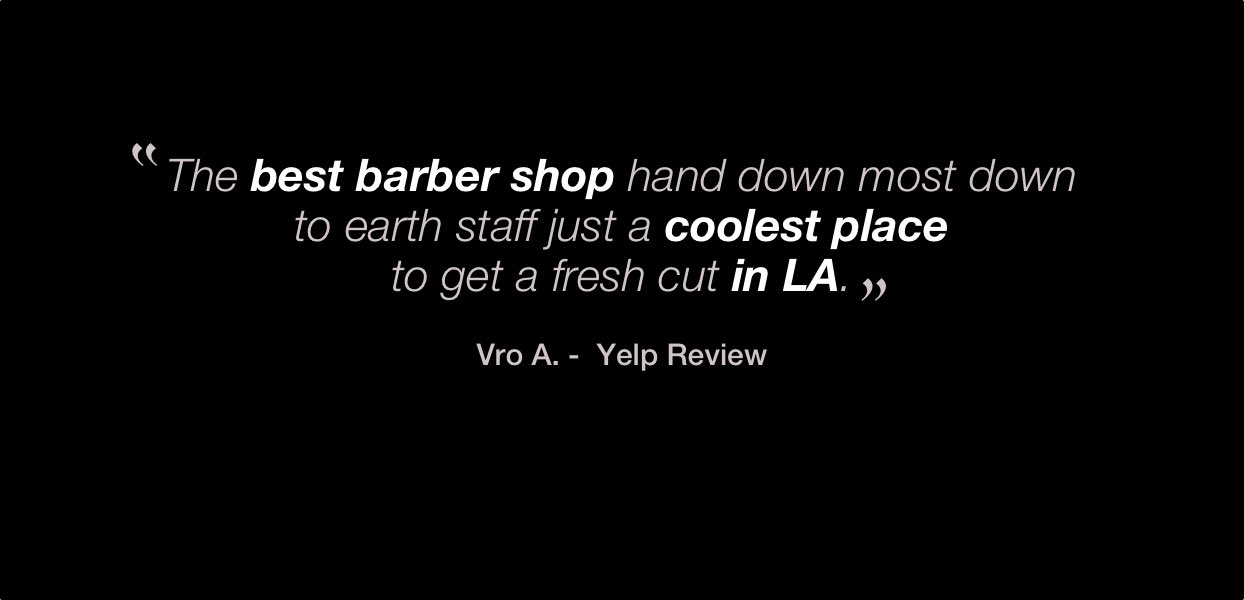 “The best barber shop hand down most down
to earth staff just a coolest place
to get a fresh cut in LA.”
Vro A. -  Yelp Review